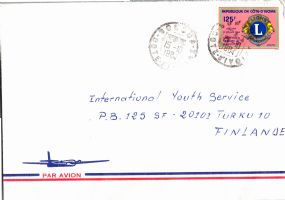 REPUBLIQUE DE COTE D'IVOIRE
125F
L
International Youth Service
P.B. 125 SF - 20101 TURKU 10
FINLANDE
PAR AVION